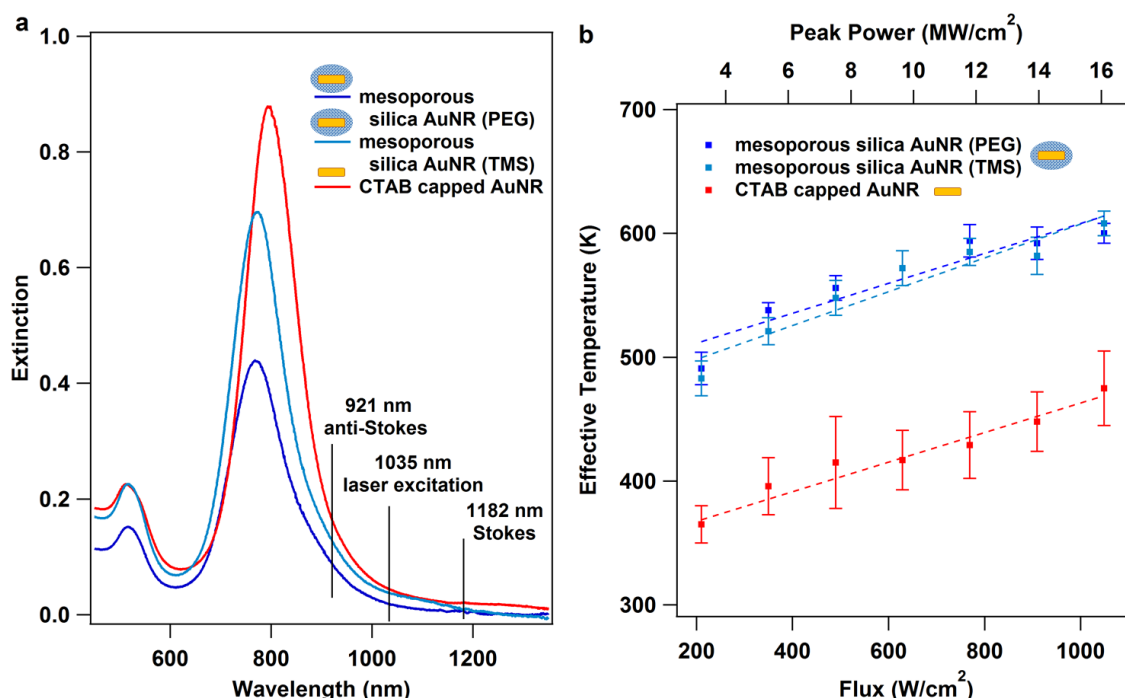 a
1.0
0.8
0.6
0.4
0.2
0.0
Extinction
mesoporous
silica AuNR (PEG)
mesoporous
silica AuNR (TMS)
CTAB capped AuNR
921 nm
anti-Stokes
1035 nm
laser excitation
1182 nm
Stokes
600
800
1000
1200
Wavelength (nm)
b
Peak Power (MW/cm²)
4
6
8
10
12
14
16
700
600
500
400
300
Effective Temperature (K)
mesoporous silica AuNR (PEG)
mesoporous silica AuNR (TMS)
CTAB capped AuNR
200
400
600
800
1000
Flux (W/cm²)